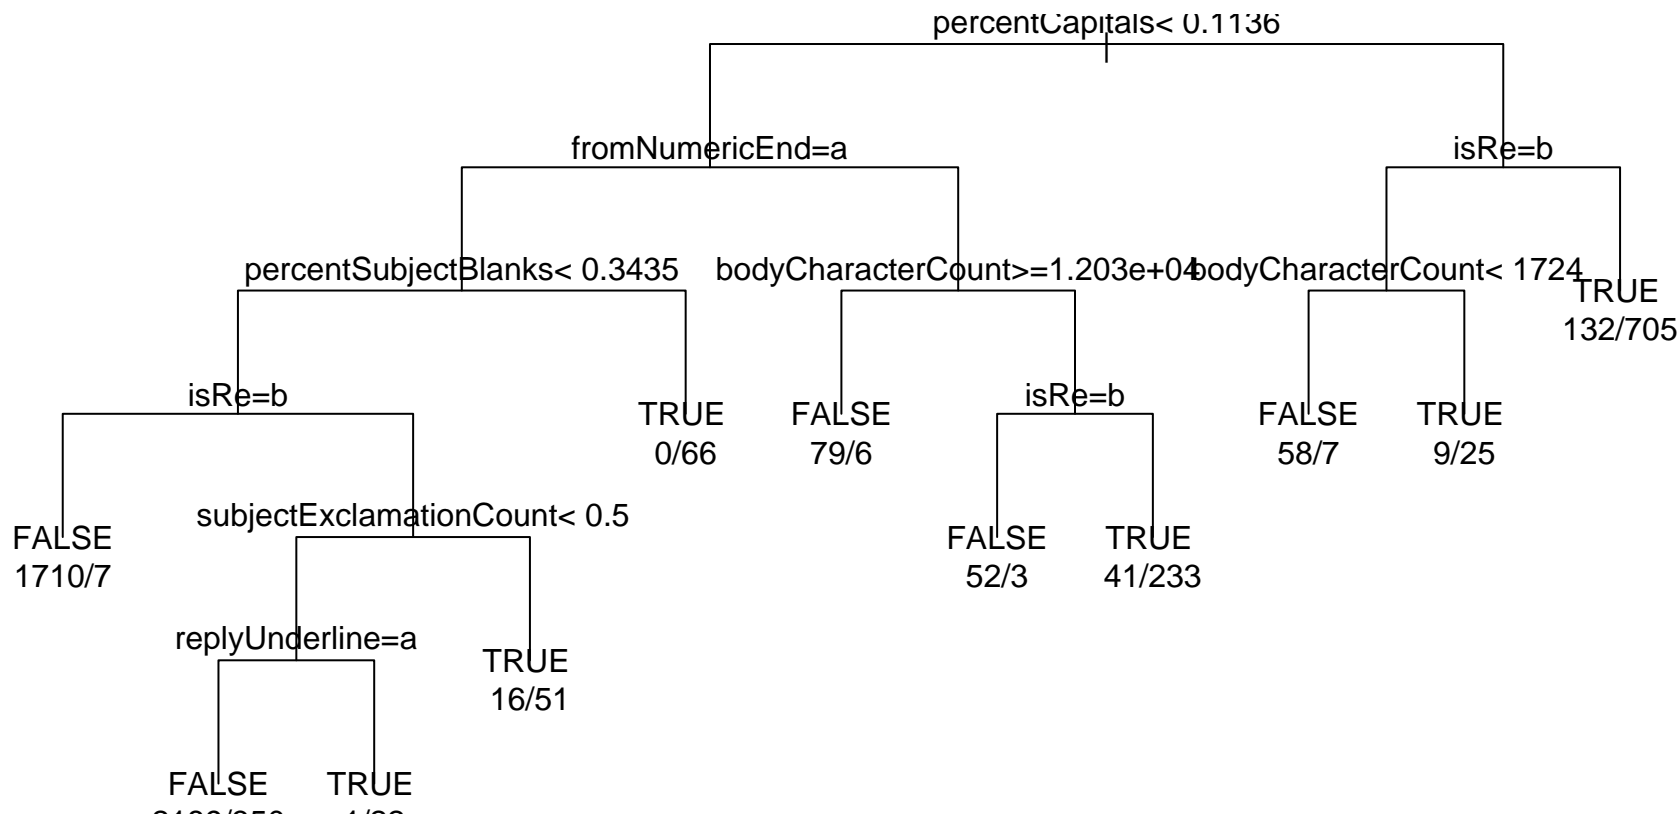 percentCapitals< 0.1136
fromNumericEnd=a
isRe=b
percentSubjectBlanks< 0.3435
bodyCharacterCount>=1.203e+04
bodyCharacterCount< 1724
TRUE
132/705
isRe=b
TRUE
0/66
FALSE
79/6
isRe=b
FALSE
58/7
TRUE
9/25
FALSE
1710/7
subjectExclamationCount< 0.5
FALSE
52/3
TRUE
41/233
replyUnderline=a
TRUE
16/51
FALSE
TRUE